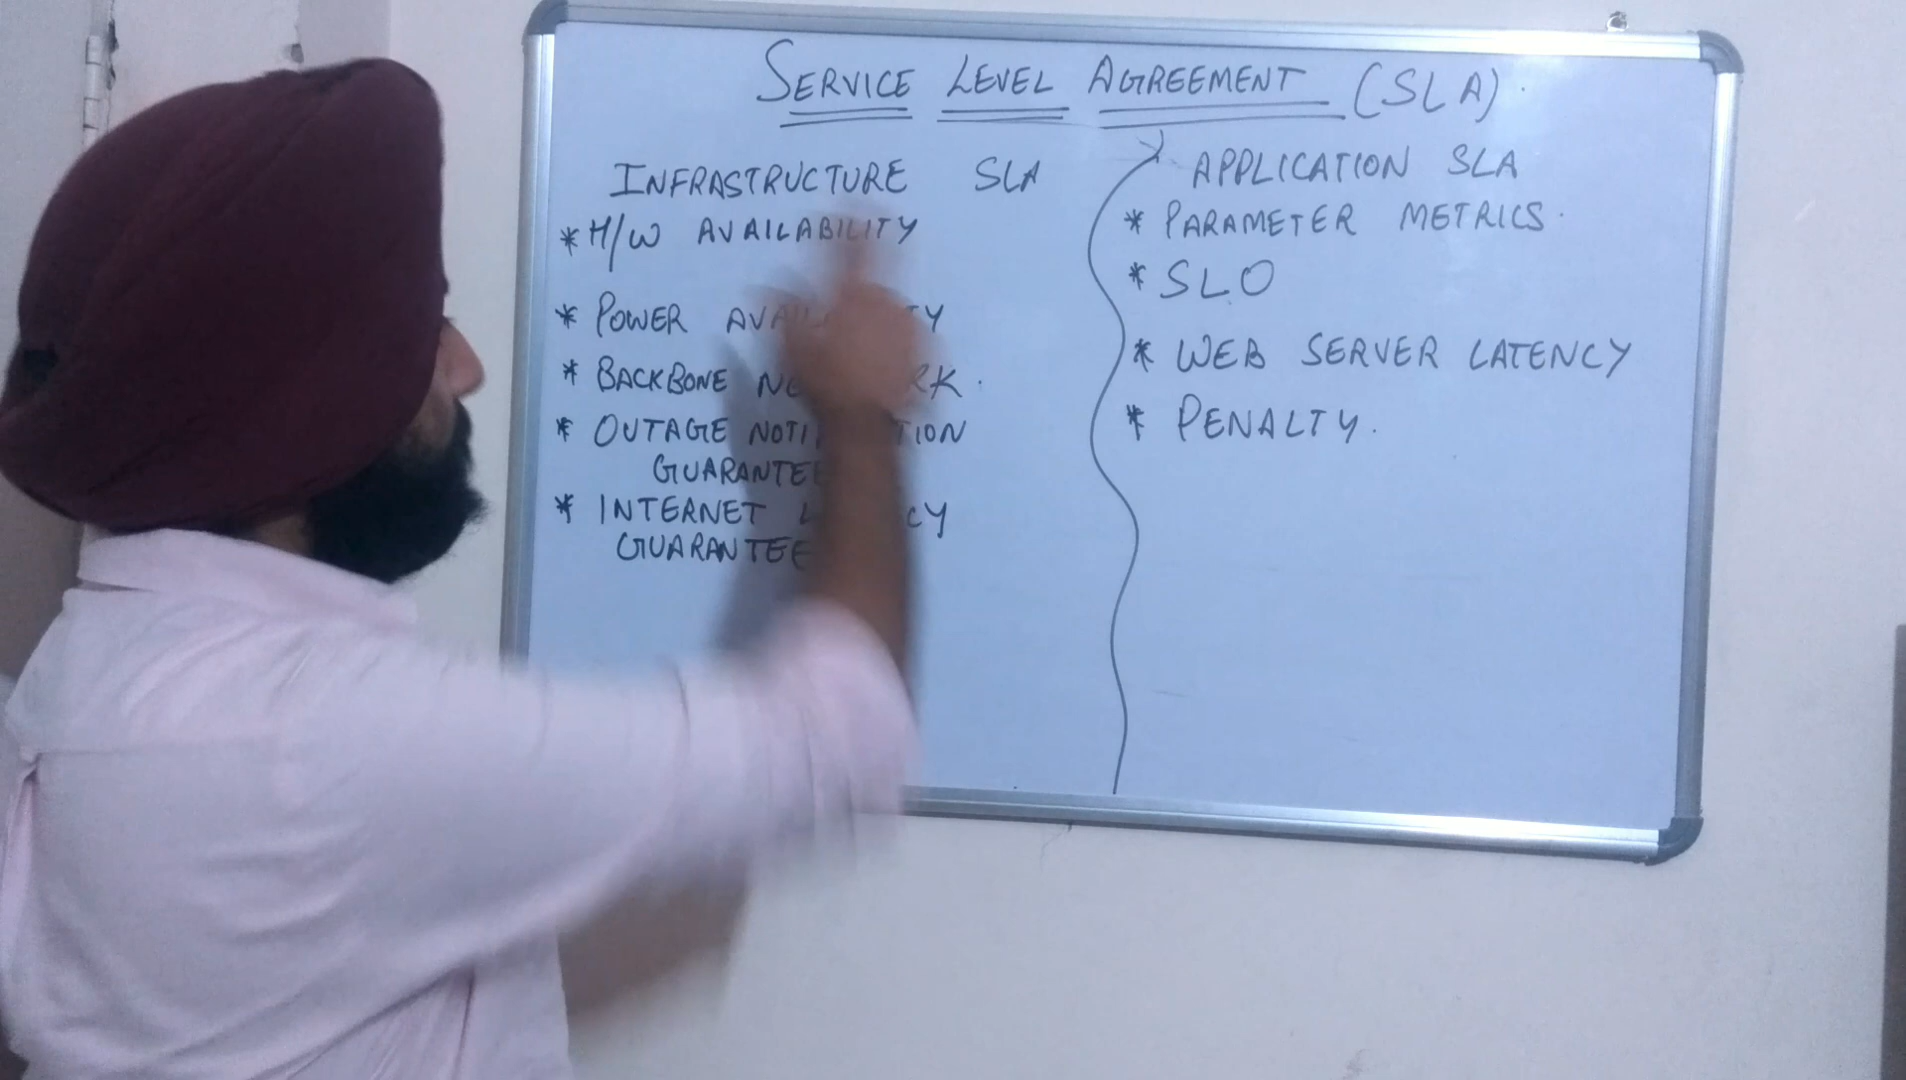 SERVICE LEVEL AGREEMENT (SLA).
INFRASTRUCTURE SLA
* H/W AVAILABILITY
* POWER
* BACKBONE
* OUTAGE
GUARANTEE
* INTERNET
GUARANTEE
APPLICATION SLA
* PARAMETER METRICS.
* SLO
* WEB SERVER LATENCY
* PENALTY.